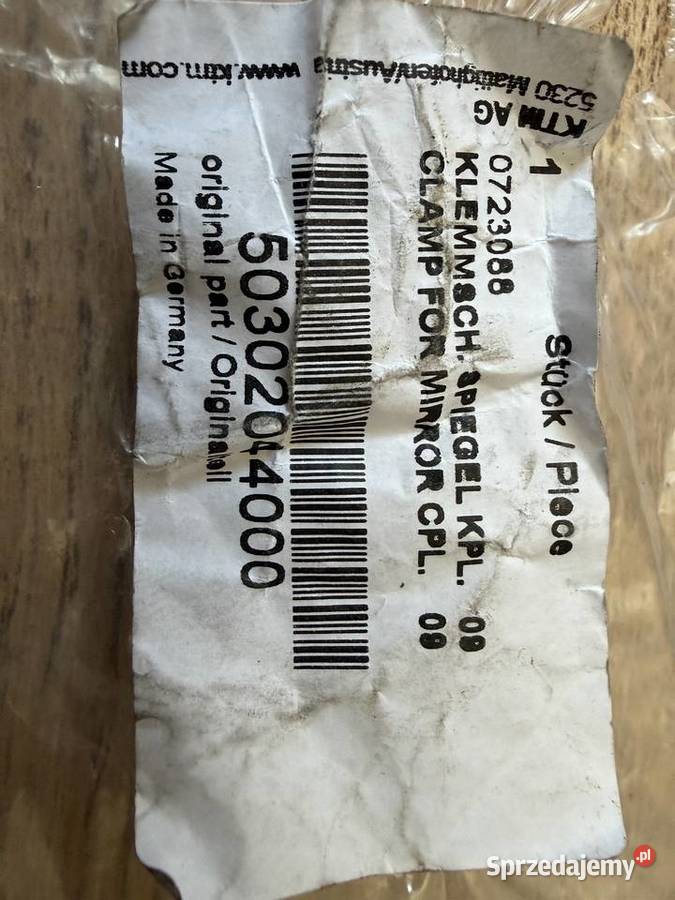 KTM AG
5230 Mattighofen/Austria www.ktm.com
1 Stück / Piece
0723088
KLEMMSCH. SPIEGEL KPL. 09
CLAMP FOR MIRROR CPL. 09
50302044000
original part / Originalteil
Made in Germany
Sprzedajemy.pl